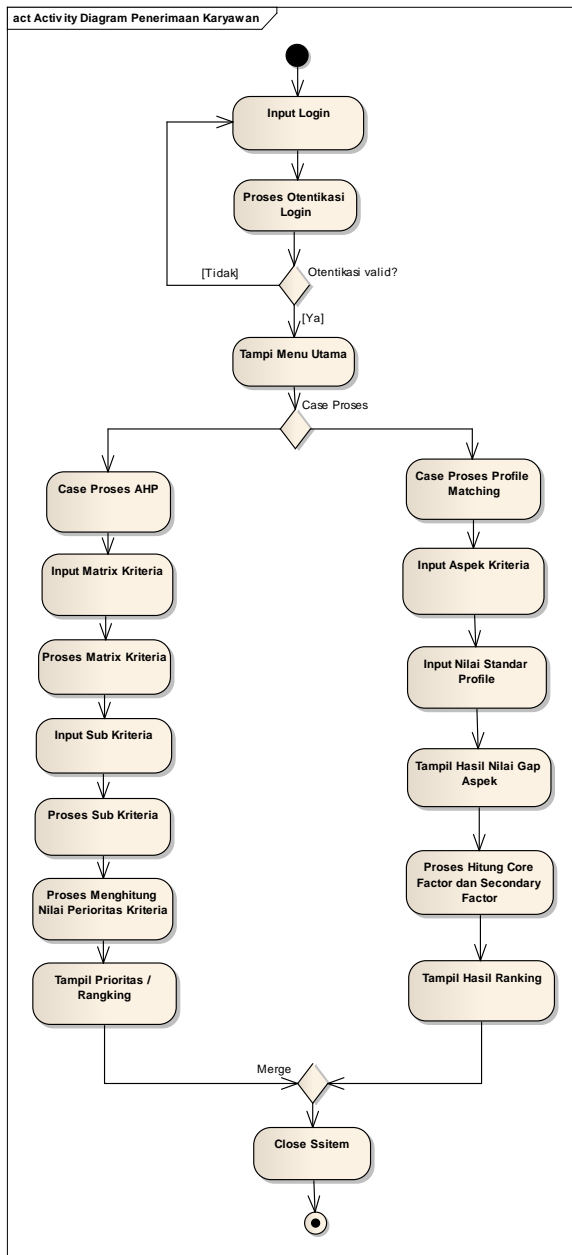 act Activity Diagram Penerimaan Karyawan
Input Login
Proses Otentikasi
Login
Otentikasi valid?
[Tidak]
[Ya]
Tampi Menu Utama
Case Proses
Case Proses AHP
Input Matrix Kriteria
Proses Matrix Kriteria
Input Sub Kriteria
Proses Sub Kriteria
Proses Menghitung
Nilai Perioritas Kriteria
Tampil Prioritas /
Rangking
Case Proses Profile
Matching
Input Aspek Kriteria
Input Nilai Standar
Profile
Tampil Hasil Nilai Gap
Aspek
Proses Hitung Core
Factor dan Secondary
Factor
Tampil Hasil Ranking
Merge
Close Ssitem